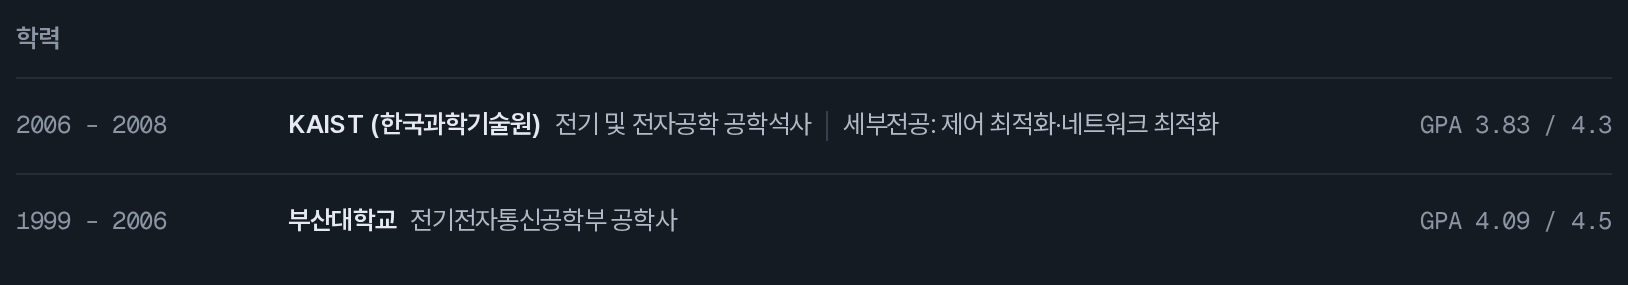 학력
2006 – 2008 KAIST (한국과학기술원) 전기 및 전자공학 공학석사 | 세부전공: 제어 최적화·네트워크 최적화 GPA 3.83 / 4.3
1999 – 2006 부산대학교 전기전자통신공학부 공학사 GPA 4.09 / 4.5